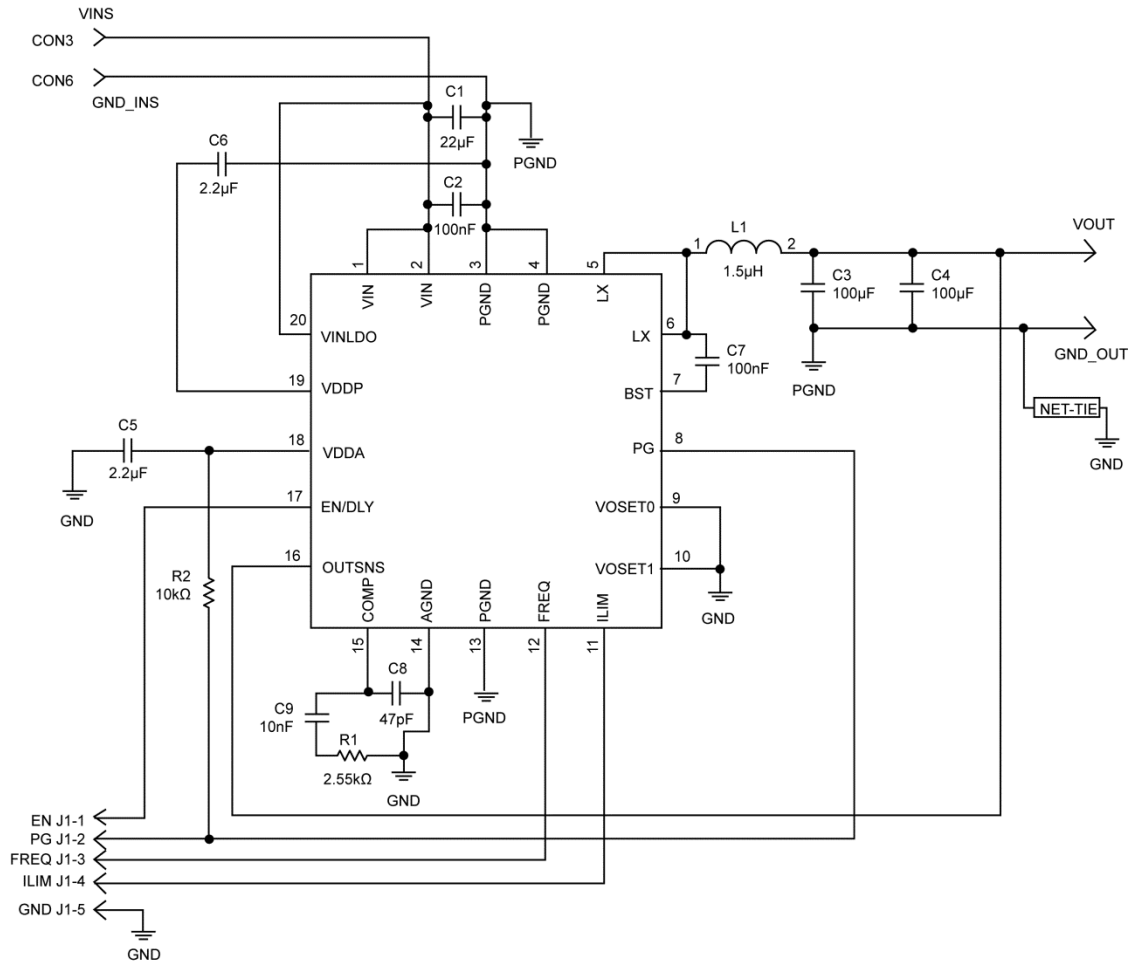 VINS
CON3
CON6
GND_INS
C1
22µF
PGND
C6
2.2µF
C2
100nF
1
2
3
4
5
VIN
VIN
PGND
PGND
LX
1
L1
2
1.5µH
VOUT
C3
100µF
C4
100µF
GND_OUT
PGND
NET-TIE
GND
20
VINLDO
19
VDDP
18
VDDA
17
EN/DLY
16
OUTSNS
6
LX
C7
100nF
7
BST
8
PG
9
VOSET0
10
VOSET1
GND
C5
2.2µF
GND
R2
10kΩ
COMP
AGND
PGND
FREQ
ILIM
15
14
13
12
11
C8
47pF
C9
10nF
R1
2.55kΩ
GND
PGND
EN J1-1
PG J1-2
FREQ J1-3
ILIM J1-4
GND J1-5
GND